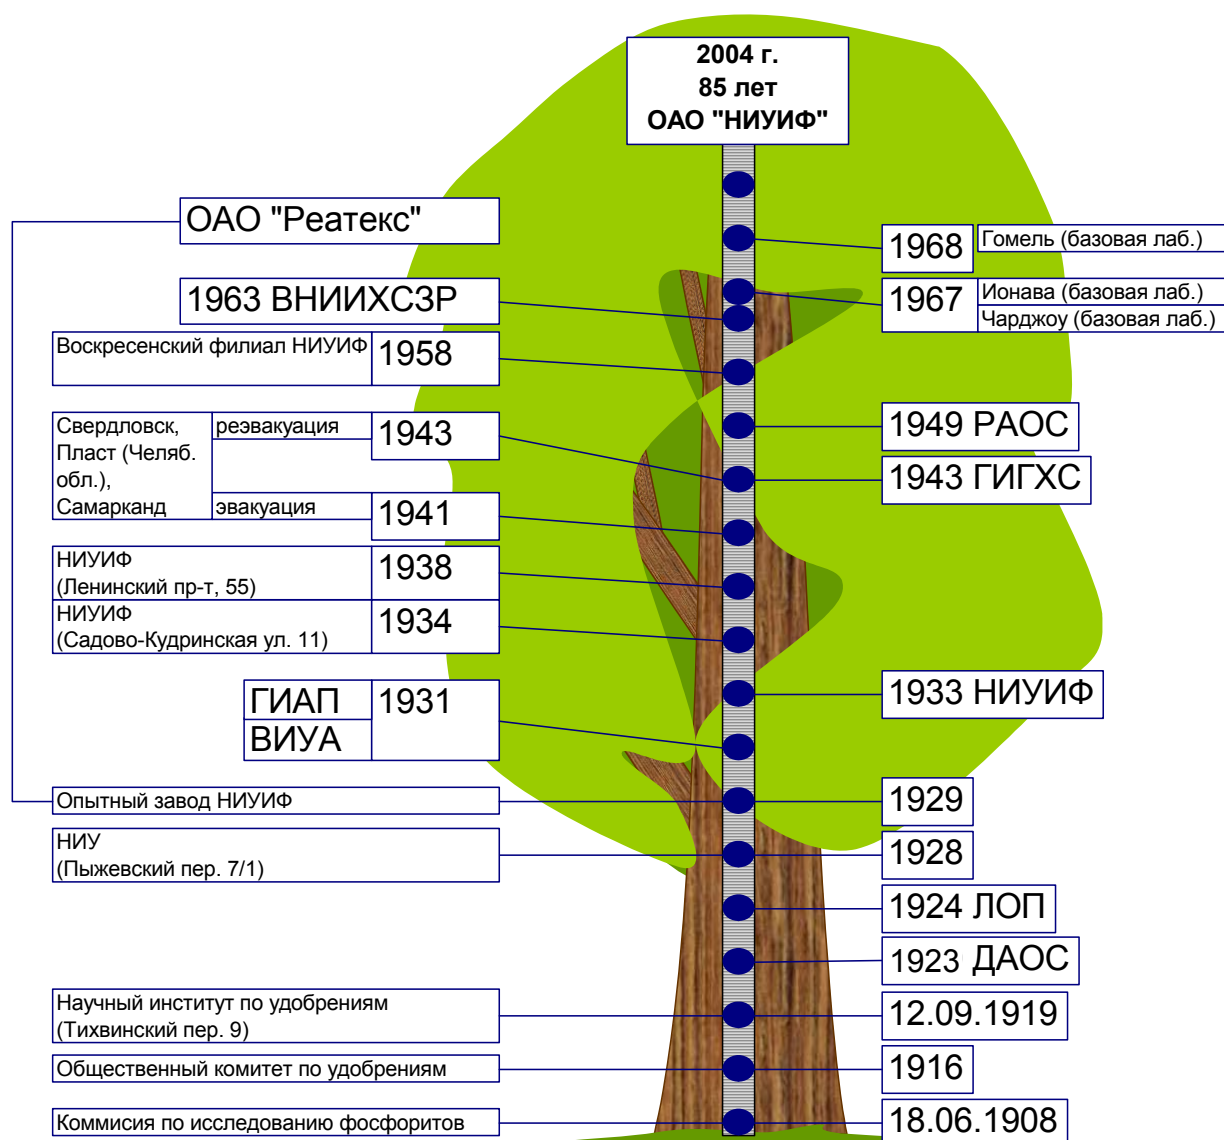 2004 г.
85 лет
ОАО "НИУИФ"
ОАО "Реатекс"
1968
Гомель (базовая лаб.)
1963 ВНИИХСЗР
1967
Ионава (базовая лаб.)
Чарджоу (базовая лаб.)
Воскресенский филиал НИУИФ
1958
Свердловск,
Пласт (Челяб.
обл.),
Самарканд
реэвакуация
1943
эвакуация
1941
1949 РАОС
1943 ГИГХС
НИУИФ
(Ленинский пр-т, 55)
1938
НИУИФ
(Садово-Кудринская ул. 11)
1934
1933 НИУИФ
ГИАП
ВИУА
1931
Опытный завод НИУИФ
1929
НИУ
(Пыжевский пер. 7/1)
1928
1924 ЛОП
1923 ДАОС
Научный институт по удобрениям
(Тихвинский пер. 9)
12.09.1919
Общественный комитет по удобрениям
1916
Коммисия по исследованию фосфоритов
18.06.1908